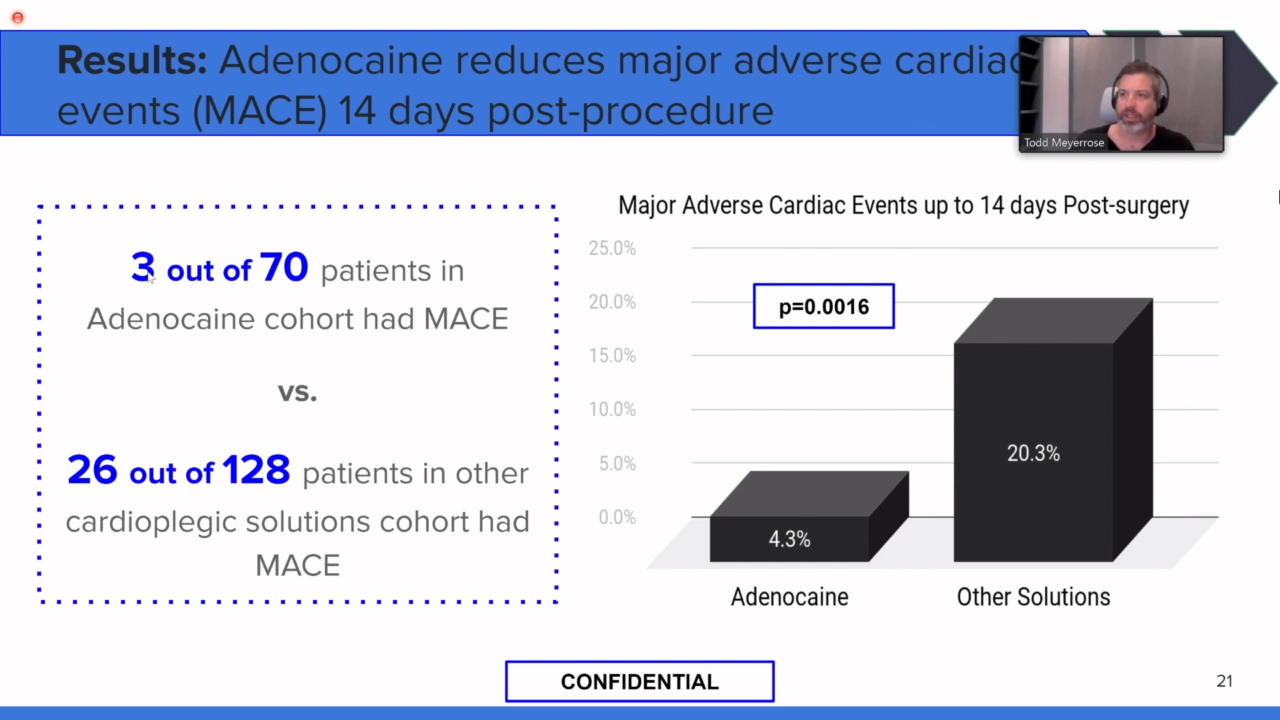 Results: Adenocaine reduces major adverse cardiac
events (MACE) 14 days post-procedure
Todd Meyerrose
3 out of 70 patients in
Adenocaine cohort had MACE
vs.
26 out of 128 patients in other
cardioplegic solutions cohort had
MACE
Major Adverse Cardiac Events up to 14 days Post-surgery
25.0%
20.0%
15.0%
10.0%
5.0%
0.0%
p=0.0016
4.3%
20.3%
Adenocaine
Other Solutions
CONFIDENTIAL
21